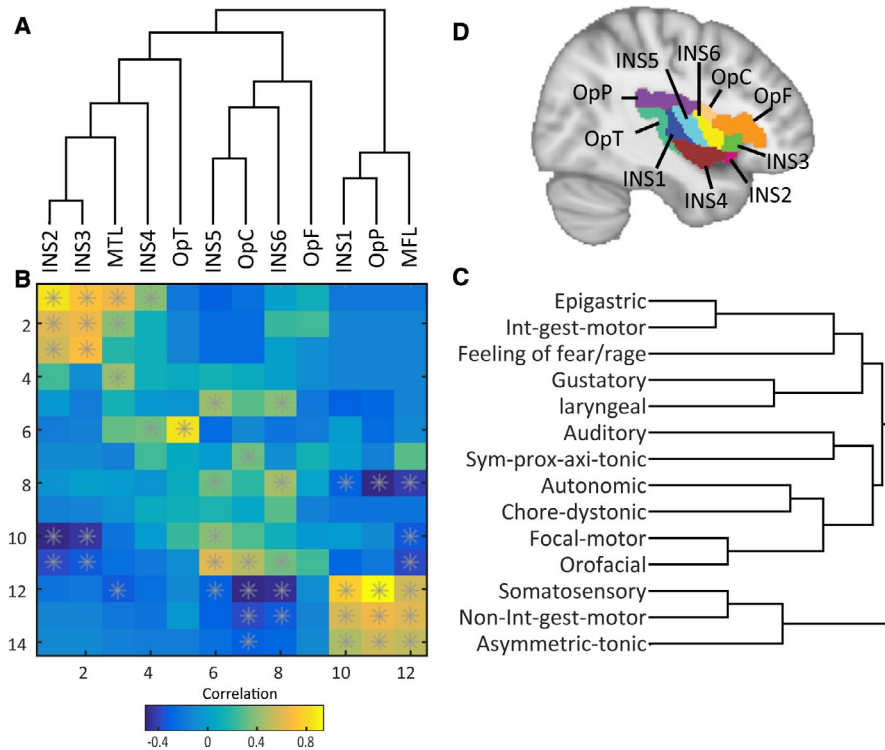 A
INS2
INS3
MTL
INS4
OpT
INS5
OpC
INS6
OpF
INS1
OpP
MFL
D
INS5
INS6
OpC
OpP
OpF
OpT
INS1
INS3
INS4
INS2
B
2
4
6
8
10
12
14
2 4 6 8 10 12
Correlation
-0.4 0 0.4 0.8
C
Epigastric
Int-gest-motor
Feeling of fear/rage
Gustatory
laryngeal
Auditory
Sym-prox-axi-tonic
Autonomic
Chore-dystonic
Focal-motor
Orofacial
Somatosensory
Non-Int-gest-motor
Asymmetric-tonic